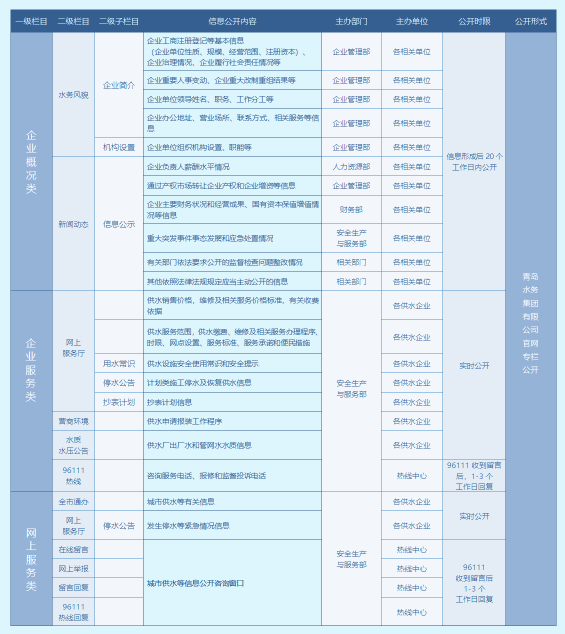 一级栏目 二级栏目 二级子栏目 信息公开内容 主办部门 主办单位 公开时限 公开形式
企业概况类
水务风貌
企业简介
企业工商注册登记等基本信息
（企业单位性质、规模、经营范围、注册资本）、
企业治理情况、企业履行社会责任情况等
企业管理部 各相关单位
企业重要人事变动、企业重大改制重组结果等 企业管理部 各相关单位
企业单位领导姓名、职务、工作分工等 企业管理部 各相关单位
企业办公地址、营业场所、联系方式、相关服务等信
息
企业管理部 各相关单位
机构设置 企业单位组织机构设置、职能等 企业管理部 各相关单位
信息形成后 20 个
工作日内公开
新闻动态
信息公示
企业负责人薪酬水平情况 人力资源部 各相关单位
通过产权市场转让企业产权和企业增资等信息 企业管理部 各相关单位
企业主要财务状况和经营成果、国有资本保值增值情
况等信息
财务部 各相关单位
重大突发事件事态发展和应急处置情况
安全生产
与服务部
各相关单位
有关部门依法要求公开的监督检查问题整改情况 相关部门 各相关单位
其他依照法律法规规定应当主动公开的信息 相关部门 各相关单位
青岛
水务
集团
有限
公司
官网
专栏
公开
企业服务类
网上
服务厅
供水销售价格，维修及相关服务价格标准，有关收费
依据
各供水企业
供水服务范围，供水缴费、维修及相关服务办理程序、
时限、网点设置、服务标准、服务承诺和便民措施
各供水企业
用水常识 供水设施安全使用常识和安全提示 各供水企业
停水公告 计划类施工停水及恢复供水信息 各供水企业
抄表计划 抄表计划信息 各供水企业
安全生产
与服务部
实时公开
营商环境 供水申请报装工作程序 各供水企业
水质
水压公告
供水厂出厂水和管网水水质信息 各供水企业
96111
热线
咨询服务电话、报修和监督投诉电话 热线中心
96111 收到留言
后，1-3 个
工作日回复
网上服务类
全市通办 城市供水等有关信息 各供水企业
网上
服务厅
停水公告 发生停水等紧急情况信息 各供水企业
实时公开
安全生产
与服务部
在线留言 热线中心
网上举报 热线中心
城市供水等信息公开咨询窗口
留言回复 热线中心
96111
热线回复
热线中心
96111
收到留言后
1-3 个
工作日回复